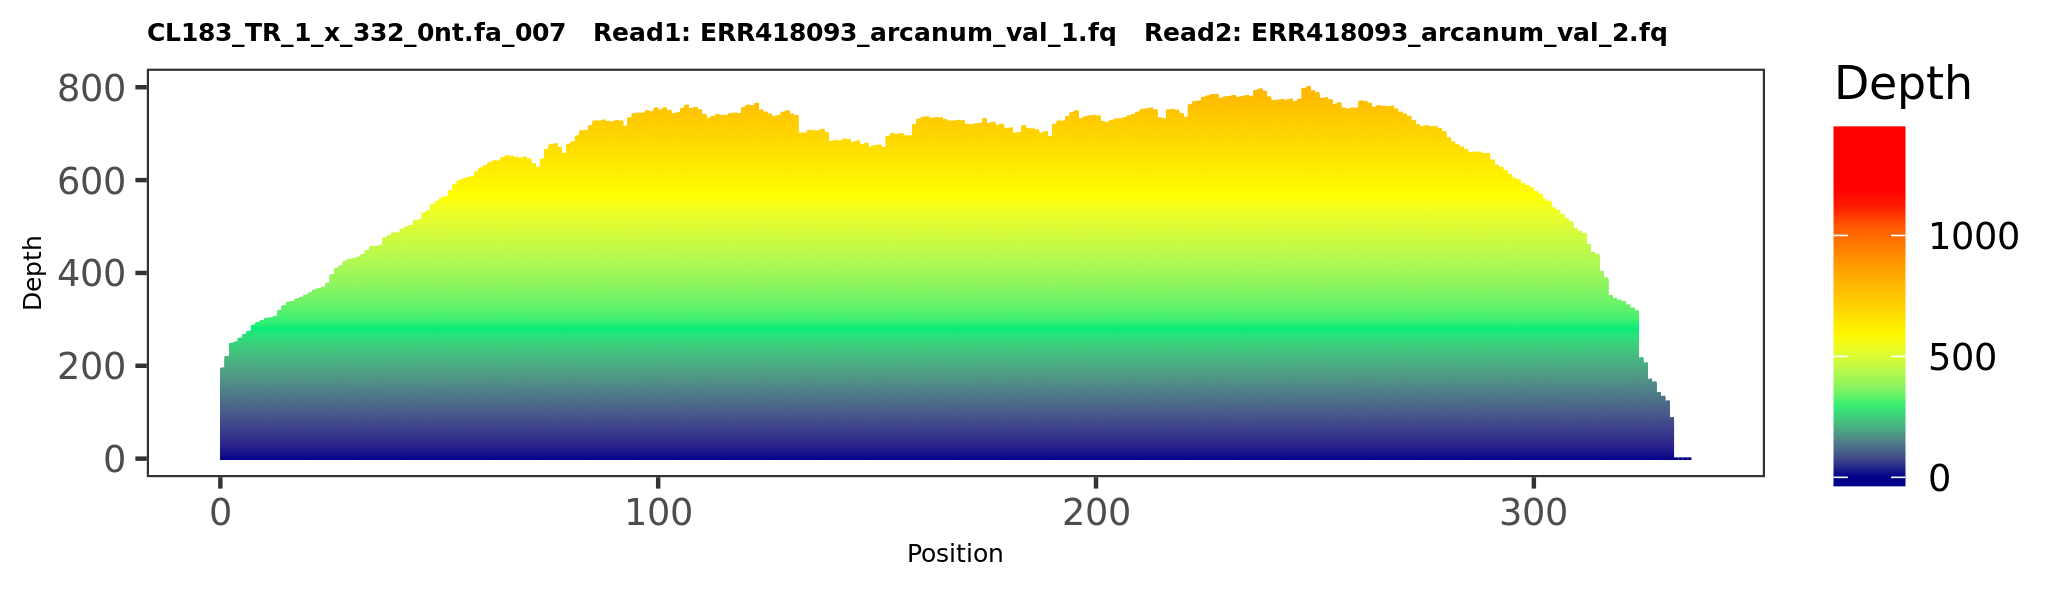 CL183_TR_1_x_332_0nt.fa_007 Read1: ERR418093_arcanum_val_1.fq Read2: ERR418093_arcanum_val_2.fq
Depth
800
600
400
200
0
Depth
0 100 200 300
Position
1000
500
0